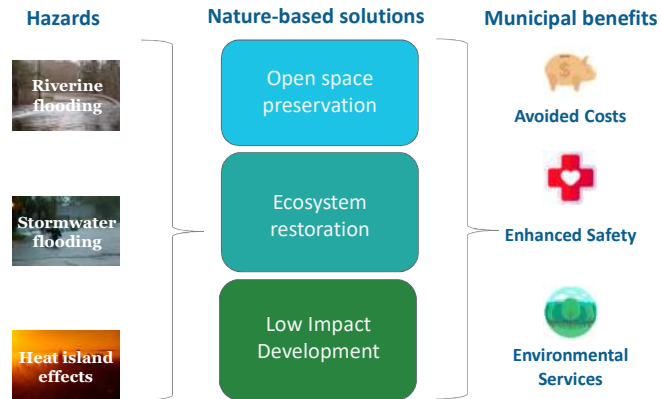 Hazards
Nature-based solutions
Municipal benefits
Riverine
flooding
Open space
preservation
$
Avoided Costs
Stormwater
flooding
Ecosystem
restoration
Enhanced Safety
Heat island
effects
Low Impact
Development
Environmental
Services